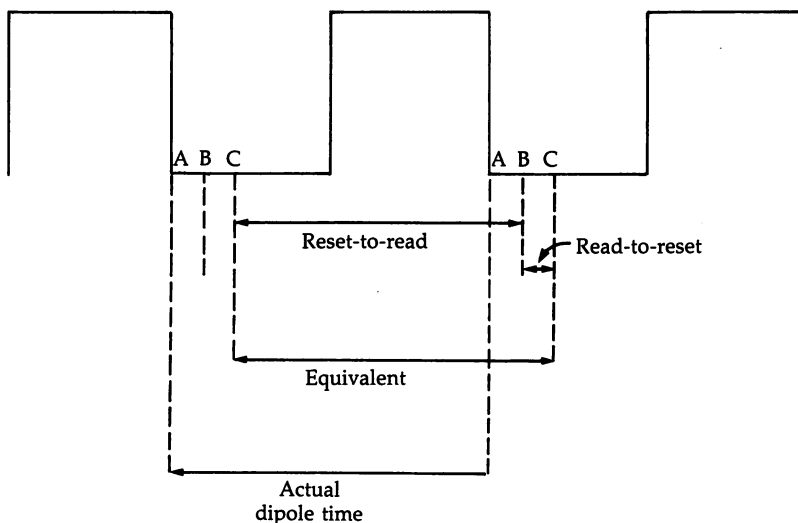 A B C
A B C
Reset-to-read
Read-to-reset
Equivalent
Actual
dipole time